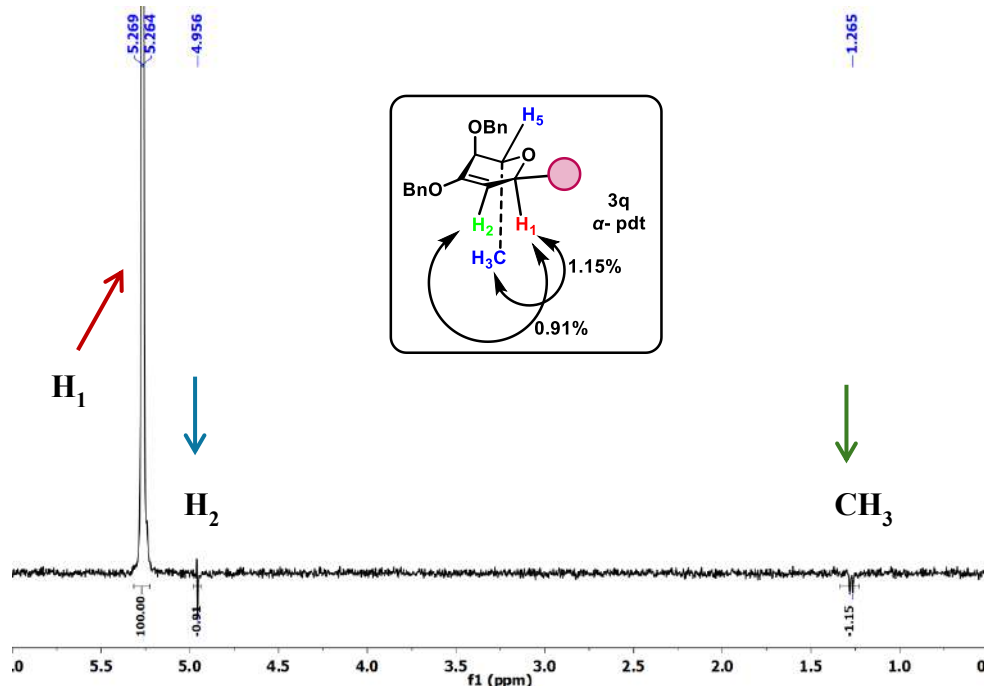 5.269
5.264
4.956
1.265
OBn
H₅
O
BnO
H₂
H₁
3q
α- pdt
H₃C
1.15%
0.91%
H₁
H₂
CH₃
100.00
-0.91
-1.15
.0 5.5 5.0 4.5 4.0 3.5 3.0 2.5 2.0 1.5 1.0 0
f1 (ppm)